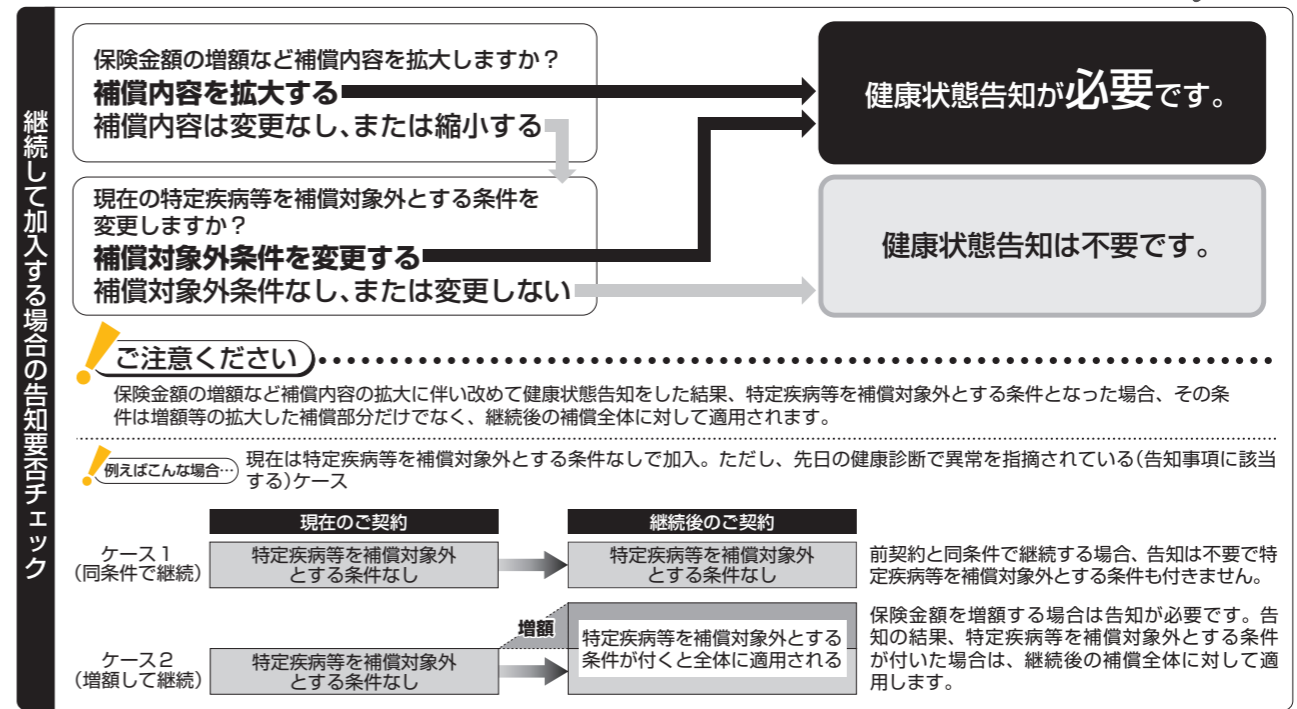 継続して加入する場合の告知要否チェック
保険金額の増額など補償内容を拡大しますか？
補償内容を拡大する
補償内容は変更なし、または縮小する
健康状態告知が必要です。
現在の特定疾病等を補償対象外とする条件を
変更しますか？
補償対象外条件を変更する
補償対象外条件なし、または変更しない
健康状態告知は不要です。
ご注意ください
保険金額の増額など補償内容の拡大に伴い改めて健康状態告知をした結果、特定疾病等を補償対象外とする条件となった場合、その条
件は増額等の拡大した補償部分だけでなく、継続後の補償全体に対して適用されます。
例えばこんな場合…
現在は特定疾病等を補償対象外とする条件なしで加入。ただし、先日の健康診断で異常を指摘されている（告知事項に該当
する）ケース
現在のご契約
継続後のご契約
ケース１
（同条件で継続）
特定疾病等を補償対象外
とする条件なし
特定疾病等を補償対象外
とする条件なし
前契約と同条件で継続する場合、告知は不要で特
定疾病等を補償対象外とする条件も付きません。
ケース２
（増額して継続）
特定疾病等を補償対象外
とする条件なし
増額
特定疾病等を補償対象外とする
条件が付くと全体に適用される
保険金額を増額する場合は告知が必要です。告
知の結果、特定疾病等を補償対象外とする条件
が付いた場合は、継続後の補償全体に対して適
用します。